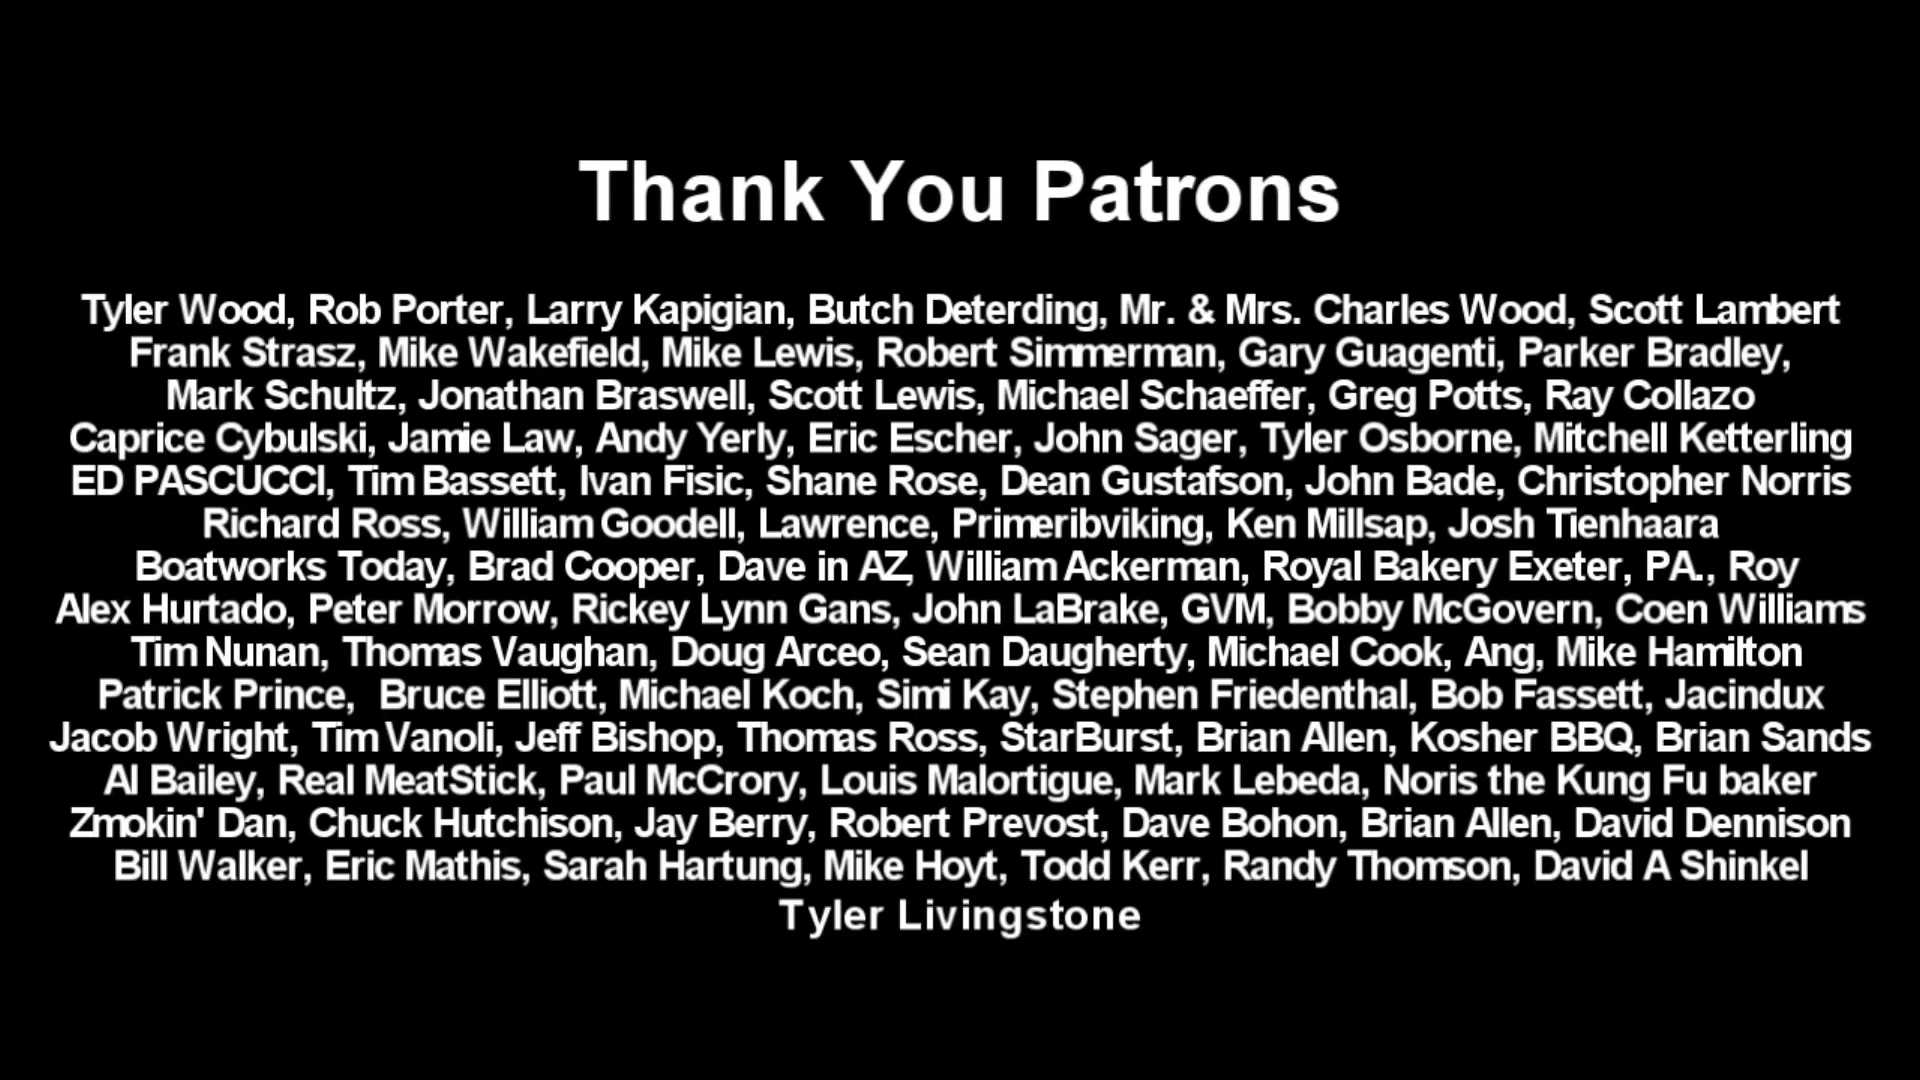 Thank You Patrons
Tyler Wood, Rob Porter, Larry Kapigian, Butch Deterding, Mr. & Mrs. Charles Wood, Scott Lambert
Frank Strasz, Mike Wakefield, Mike Lewis, Robert Simmerman, Gary Guagenti, Parker Bradley,
Mark Schultz, Jonathan Braswell, Scott Lewis, Michael Schaeffer, Greg Potts, Ray Collazo
Caprice Cybulski, Jamie Law, Andy Yerly, Eric Escher, John Sager, Tyler Osborne, Mitchell Ketterling
ED PASCUCCI, Tim Bassett, Ivan Fisic, Shane Rose, Dean Gustafson, John Bade, Christopher Norris
Richard Ross, William Goodell, Lawrence, Primeribviking, Ken Millsap, Josh Tienhaara
Boatworks Today, Brad Cooper, Dave in AZ, William Ackerman, Royal Bakery Exeter, PA., Roy
Alex Hurtado, Peter Morrow, Rickey Lynn Gans, John LaBrake, GVM, Bobby McGovern, Coen Williams
Tim Nunan, Thomas Vaughan, Doug Arceo, Sean Daugherty, Michael Cook, Ang, Mike Hamilton
Patrick Prince,  Bruce Elliott, Michael Koch, Simi Kay, Stephen Friedenthal, Bob Fassett, Jacindux
Jacob Wright, Tim Vanoli, Jeff Bishop, Thomas Ross, StarBurst, Brian Allen, Kosher BBQ, Brian Sands
Al Bailey, Real MeatStick, Paul McCrory, Louis Malortigue, Mark Lebeda, Noris the Kung Fu baker
Zmokin' Dan, Chuck Hutchison, Jay Berry, Robert Prevost, Dave Bohon, Brian Allen, David Dennison
Bill Walker, Eric Mathis, Sarah Hartung, Mike Hoyt, Todd Kerr, Randy Thomson, David A Shinkel
Tyler Livingstone